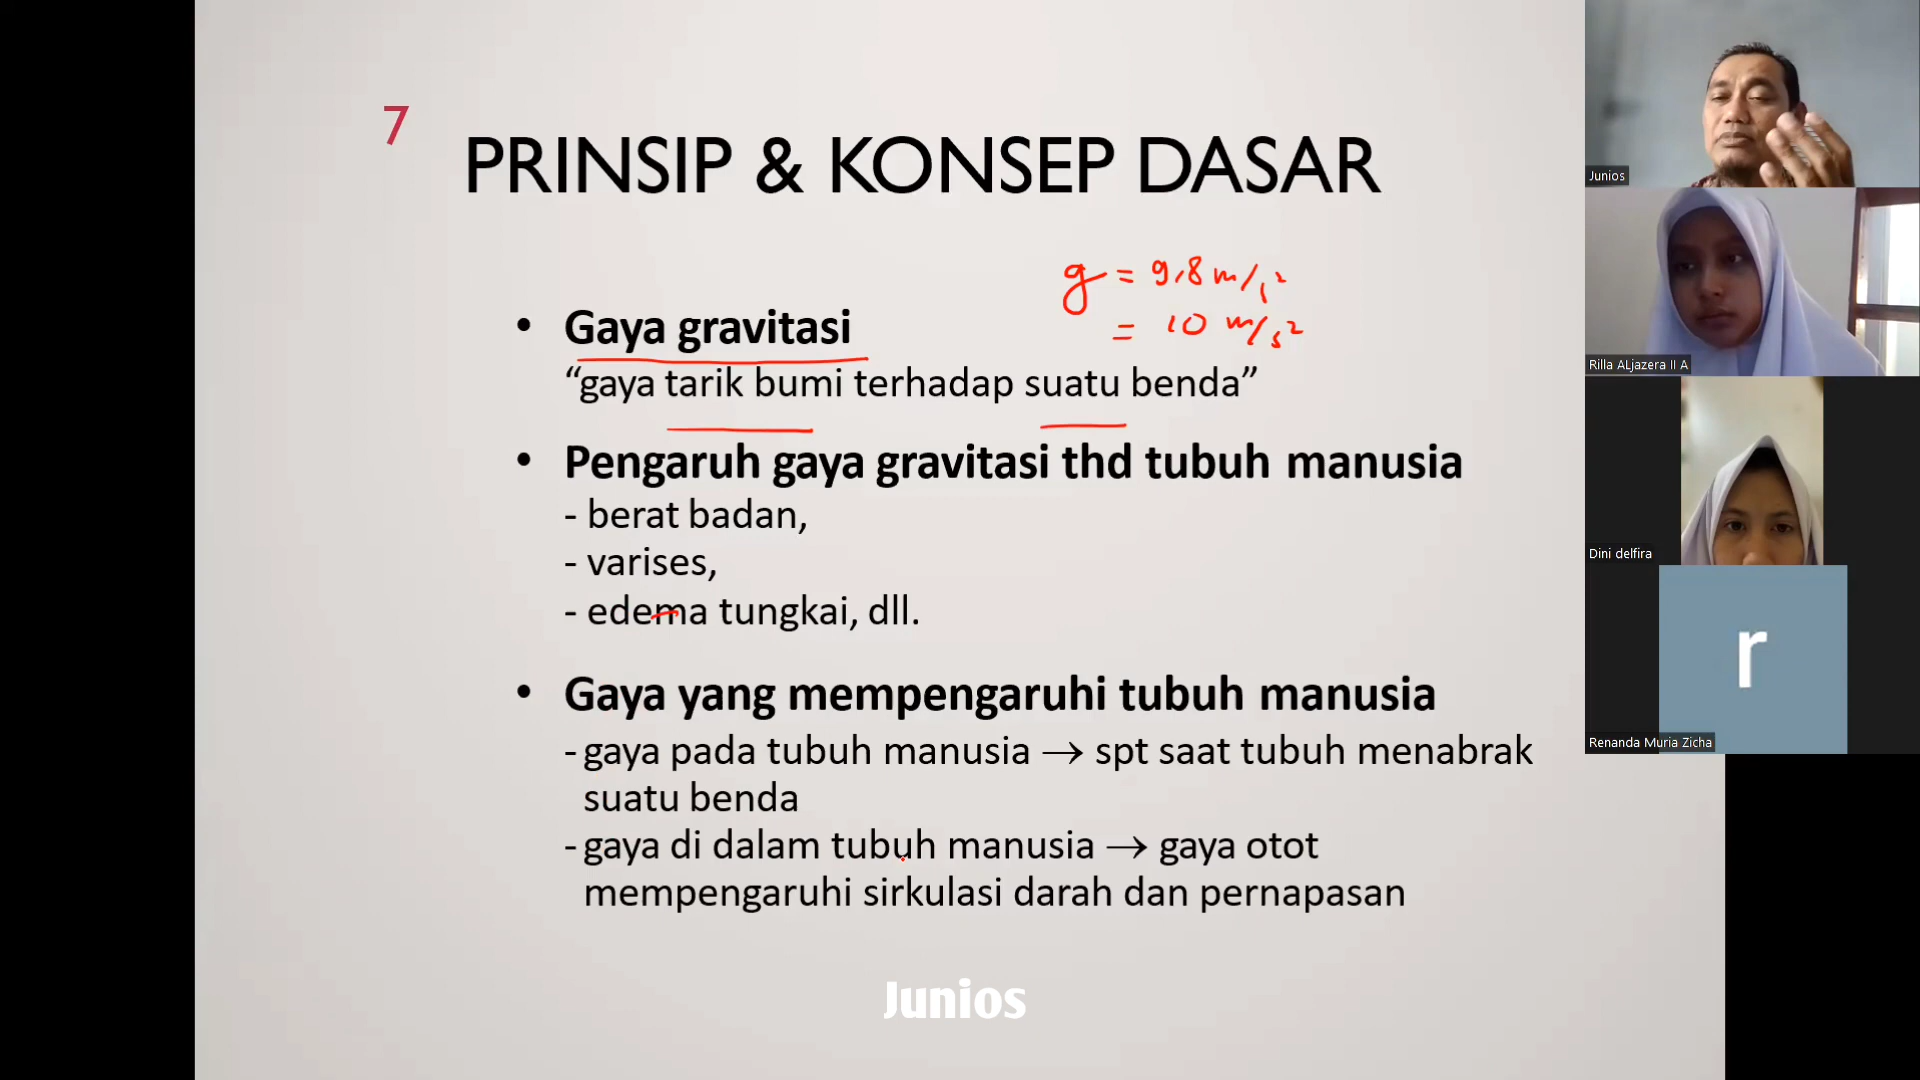 7
PRINSIP & KONSEP DASAR
g = 9,8 m/s²
= 10 m/s²
• Gaya gravitasi
“gaya tarik bumi terhadap suatu benda”
• Pengaruh gaya gravitasi thd tubuh manusia
- berat badan,
- varises,
- edema tungkai, dll.
• Gaya yang mempengaruhi tubuh manusia
- gaya pada tubuh manusia → spt saat tubuh menabrak
suatu benda
- gaya di dalam tubuh manusia → gaya otot
mempengaruhi sirkulasi darah dan pernapasan
Junios
Junios
Rilla ALjazera II A
Dini delfira
r
Renanda Muria Zicha